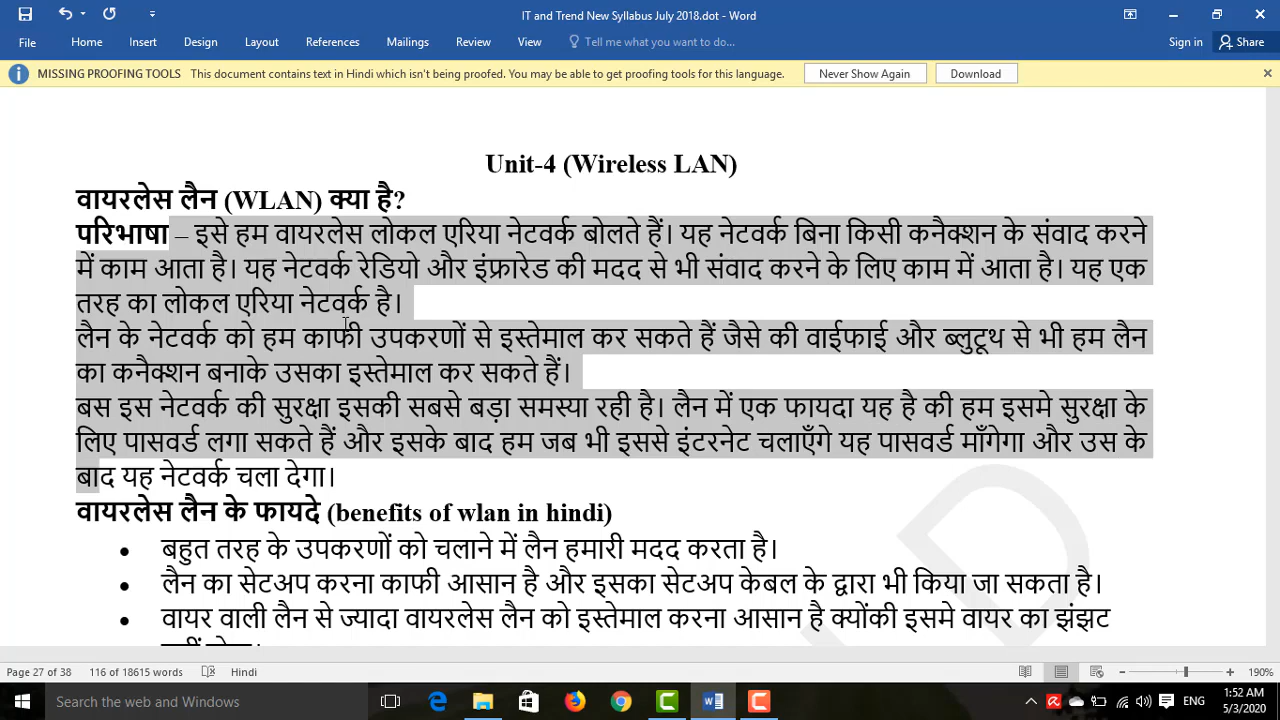 IT and Trend New Syllabus July 2018.dot - Word
File Home Insert Design Layout References Mailings Review View Tell me what you want to do... Sign in Share
MISSING PROOFING TOOLS This document contains text in Hindi which isn't being proofed. You may be able to get proofing tools for this language. Never Show Again Download
Unit-4 (Wireless LAN)
वायरलेस लैन (WLAN) क्या है?
परिभाषा – इसे हम वायरलेस लोकल एरिया नेटवर्क बोलते हैं। यह नेटवर्क बिना किसी कनैक्शन के संवाद करने
में काम आता है। यह नेटवर्क रेडियो और इंफ्रारेड की मदद से भी संवाद करने के लिए काम में आता है। यह एक
तरह का लोकल एरिया नेटवर्क है।
लैन के नेटवर्क को हम काफी उपकरणों से इस्तेमाल कर सकते हैं जैसे की वाईफाई और ब्लुटूथ से भी हम लैन
का कनैक्शन बनाके उसका इस्तेमाल कर सकते हैं।
बस इस नेटवर्क की सुरक्षा इसकी सबसे बड़ा समस्या रही है। लैन में एक फायदा यह है की हम इसमे सुरक्षा के
लिए पासवर्ड लगा सकते हैं और इसके बाद हम जब भी इससे इंटरनेट चलाएँगे यह पासवर्ड माँगेगा और उस के
बाद यह नेटवर्क चला देगा।
वायरलेस लैन के फायदे (benefits of wlan in hindi)
• बहुत तरह के उपकरणों को चलाने में लैन हमारी मदद करता है।
• लैन का सेटअप करना काफी आसान है और इसका सेटअप केबल के द्वारा भी किया जा सकता है।
• वायर वाली लैन से ज्यादा वायरलेस लैन को इस्तेमाल करना आसान है क्योंकी इसमे वायर का झंझट
Page 27 of 38 116 of 18615 words Hindi 190%
Search the web and Windows ENG 1:52 AM
5/3/2020